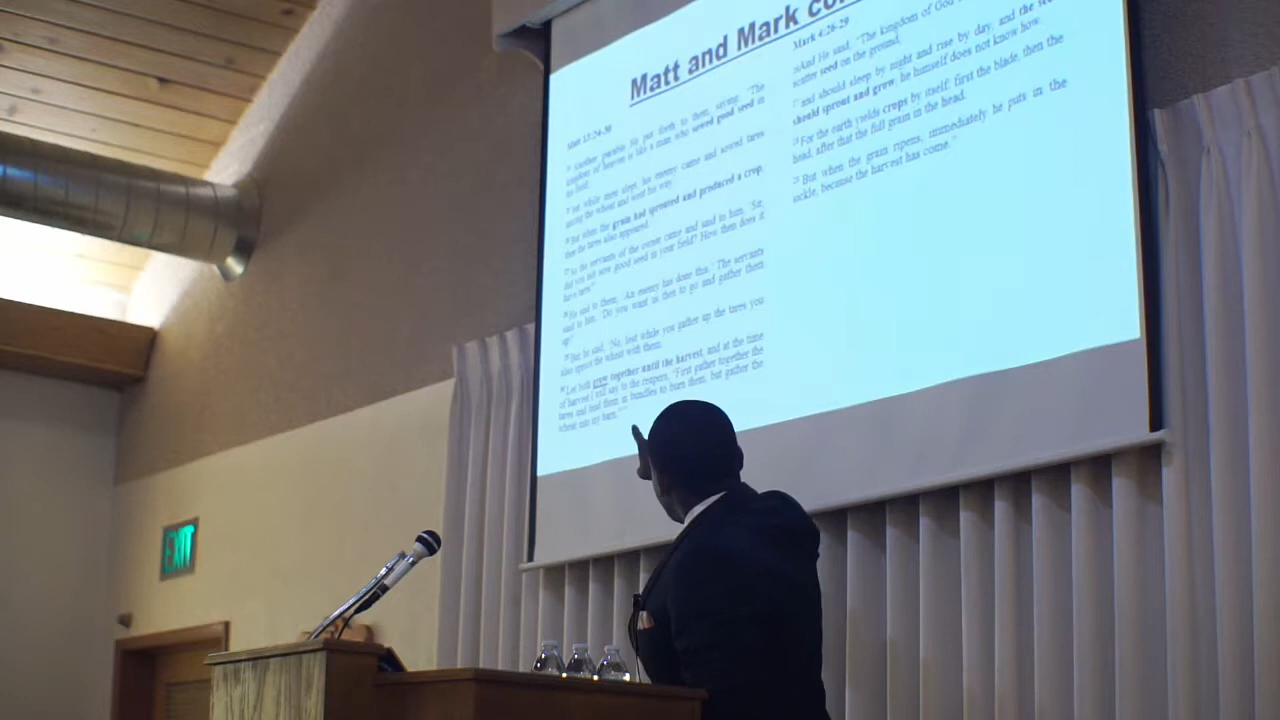 Matt and Mark
Matt 13:24-30
24 Another parable He put forth to them, saying: "The
kingdom of heaven is like a man who sowed good seed in
his field;
25 but while men slept, his enemy came and sowed tares
among the wheat and went his way.
26 But when the grain had sprouted and produced a crop,
then the tares also appeared.
27 So the servants of the owner came and said to him, 'Sir,
did you not sow good seed in your field? How then does it
have tares?'
28 He said to them, 'An enemy has done this.' The servants
said to him, 'Do you want us then to go and gather them
up?'
29 But he said, 'No, lest while you gather up the tares you
also uproot the wheat with them.
30 Let both grow together until the harvest, and at the time
of harvest I will say to the reapers, "First gather together the
tares and bind them in bundles to burn them, but gather the
wheat into my barn."'"
Mark 4:26-29
26 And He said, "The kingdom of God
scatter seed on the ground,
27 and should sleep by night and rise by day, and the
should sprout and grow, he himself does not know how.
28 For the earth yields crops by itself: first the blade, then the
head, after that the full grain in the head.
29 But when the grain ripens, immediately he puts in the
sickle, because the harvest has come."
EXIT